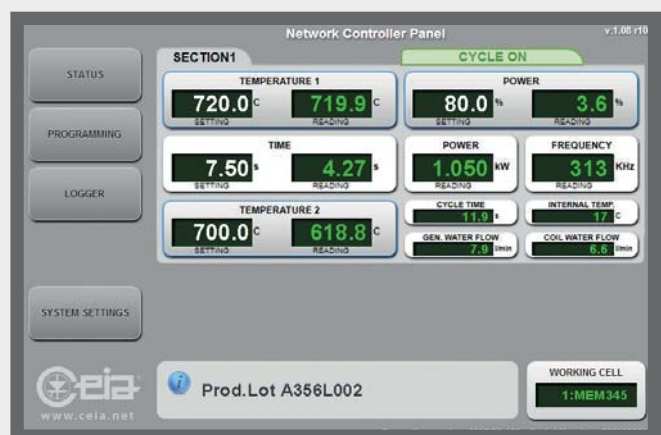 Network Controller Panel
v.1.08 r10
STATUS
PROGRAMMING
LOGGER
SYSTEM SETTINGS
SECTION1
CYCLE ON
TEMPERATURE 1
720.0 C 719.9 C
SETTING READING
POWER
80.0 % 3.6 %
SETTING READING
TIME
7.50 s 4.27 s
SETTING READING
POWER
1.050 kW
READING
FREQUENCY
313 KHz
READING
TEMPERATURE 2
700.0 C 618.8 C
SETTING READING
CYCLE TIME
11.9 s
INTERNAL TEMP.
17 C
GEN. WATER FLOW
7.9 l/min
COIL WATER FLOW
6.6 l/min
Ceia
www.ceia.net
Prod.Lot A356L002
WORKING CELL
1:MEM345